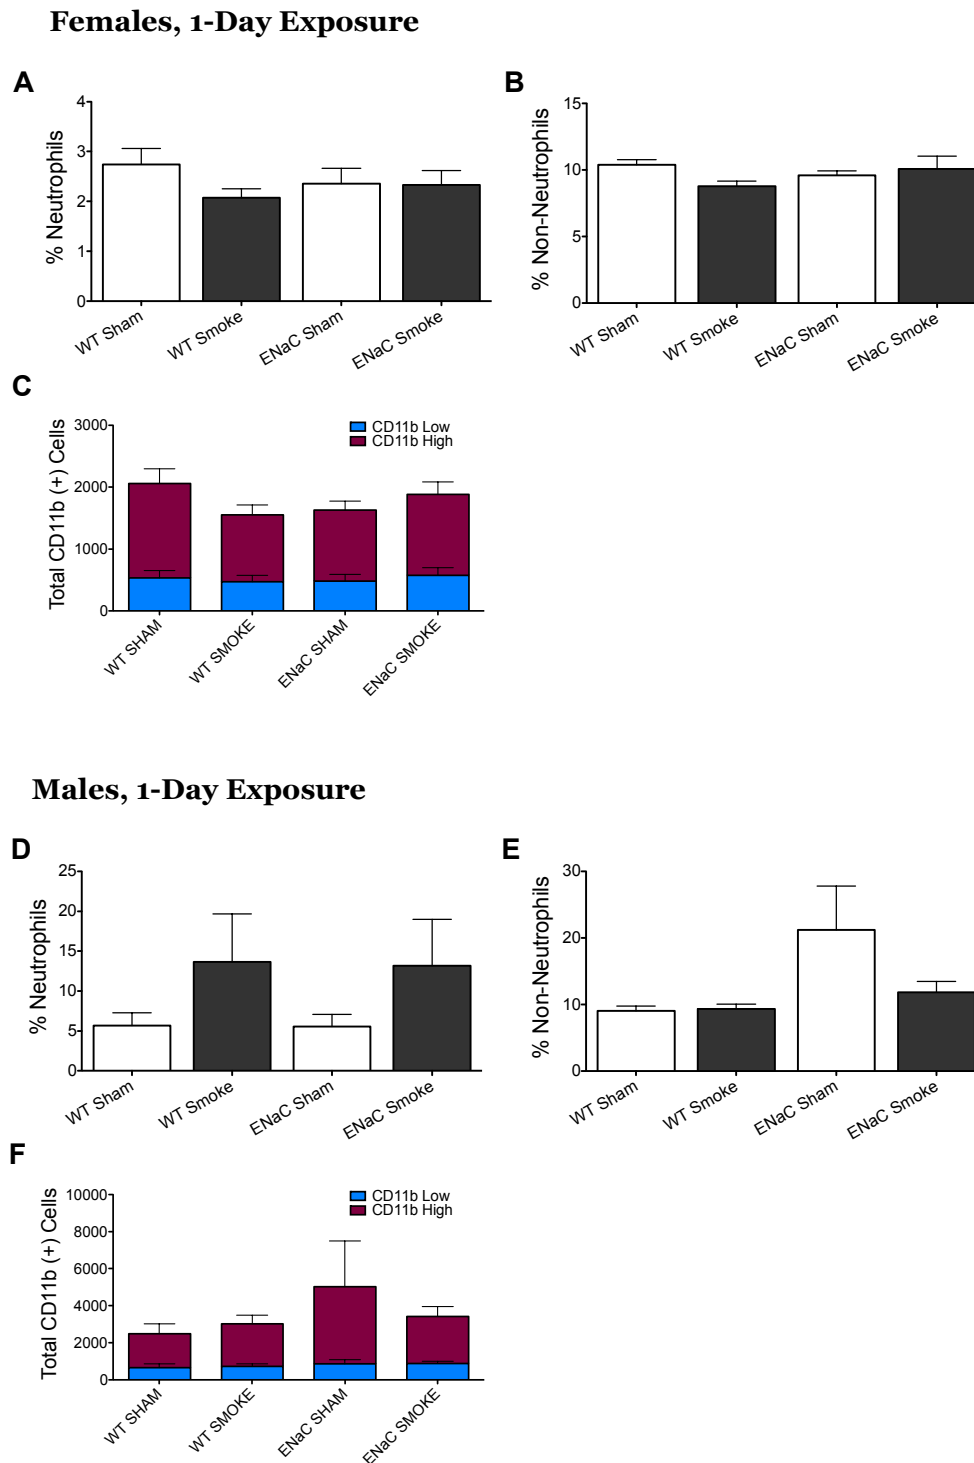 Females, 1-Day Exposure
A
% Neutrophils
4
3
2
1
0
WT Sham
WT Smoke
ENaC Sham
ENaC Smoke
B
% Non-Neutrophils
15
10
5
0
WT Sham
WT Smoke
ENaC Sham
ENaC Smoke
C
Total CD11b (+) Cells
3000
2000
1000
0
CD11b Low
CD11b High
WT SHAM
WT SMOKE
ENaC SHAM
ENaC SMOKE
Males, 1-Day Exposure
D
% Neutrophils
25
20
15
10
5
0
WT Sham
WT Smoke
ENaC Sham
ENaC Smoke
E
% Non-Neutrophils
30
20
10
0
WT Sham
WT Smoke
ENaC Sham
ENaC Smoke
F
Total CD11b (+) Cells
10000
8000
6000
4000
2000
0
CD11b Low
CD11b High
WT SHAM
WT SMOKE
ENaC SHAM
ENaC SMOKE